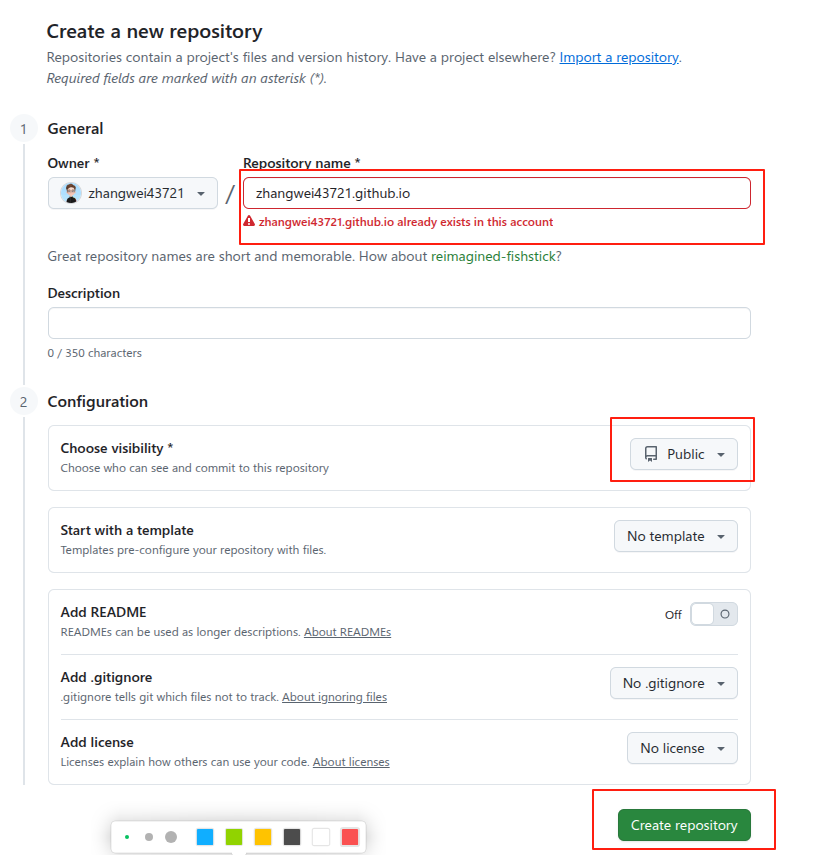 Create a new repository
Repositories contain a project's files and version history. Have a project elsewhere? Import a repository.
Required fields are marked with an asterisk (*).
1 General
Owner * Repository name *
zhangwei43721 / zhangwei43721.github.io
zhangwei43721.github.io already exists in this account
Great repository names are short and memorable. How about reimagined-fishstick?
Description
0 / 350 characters
2 Configuration
Choose visibility *
Choose who can see and commit to this repository
Public
Start with a template
Templates pre-configure your repository with files.
No template
Add README
READMEs can be used as longer descriptions. About READMEs
Off
Add .gitignore
.gitignore tells git which files not to track. About ignoring files
No .gitignore
Add license
Licenses explain how others can use your code. About licenses
No license
Create repository